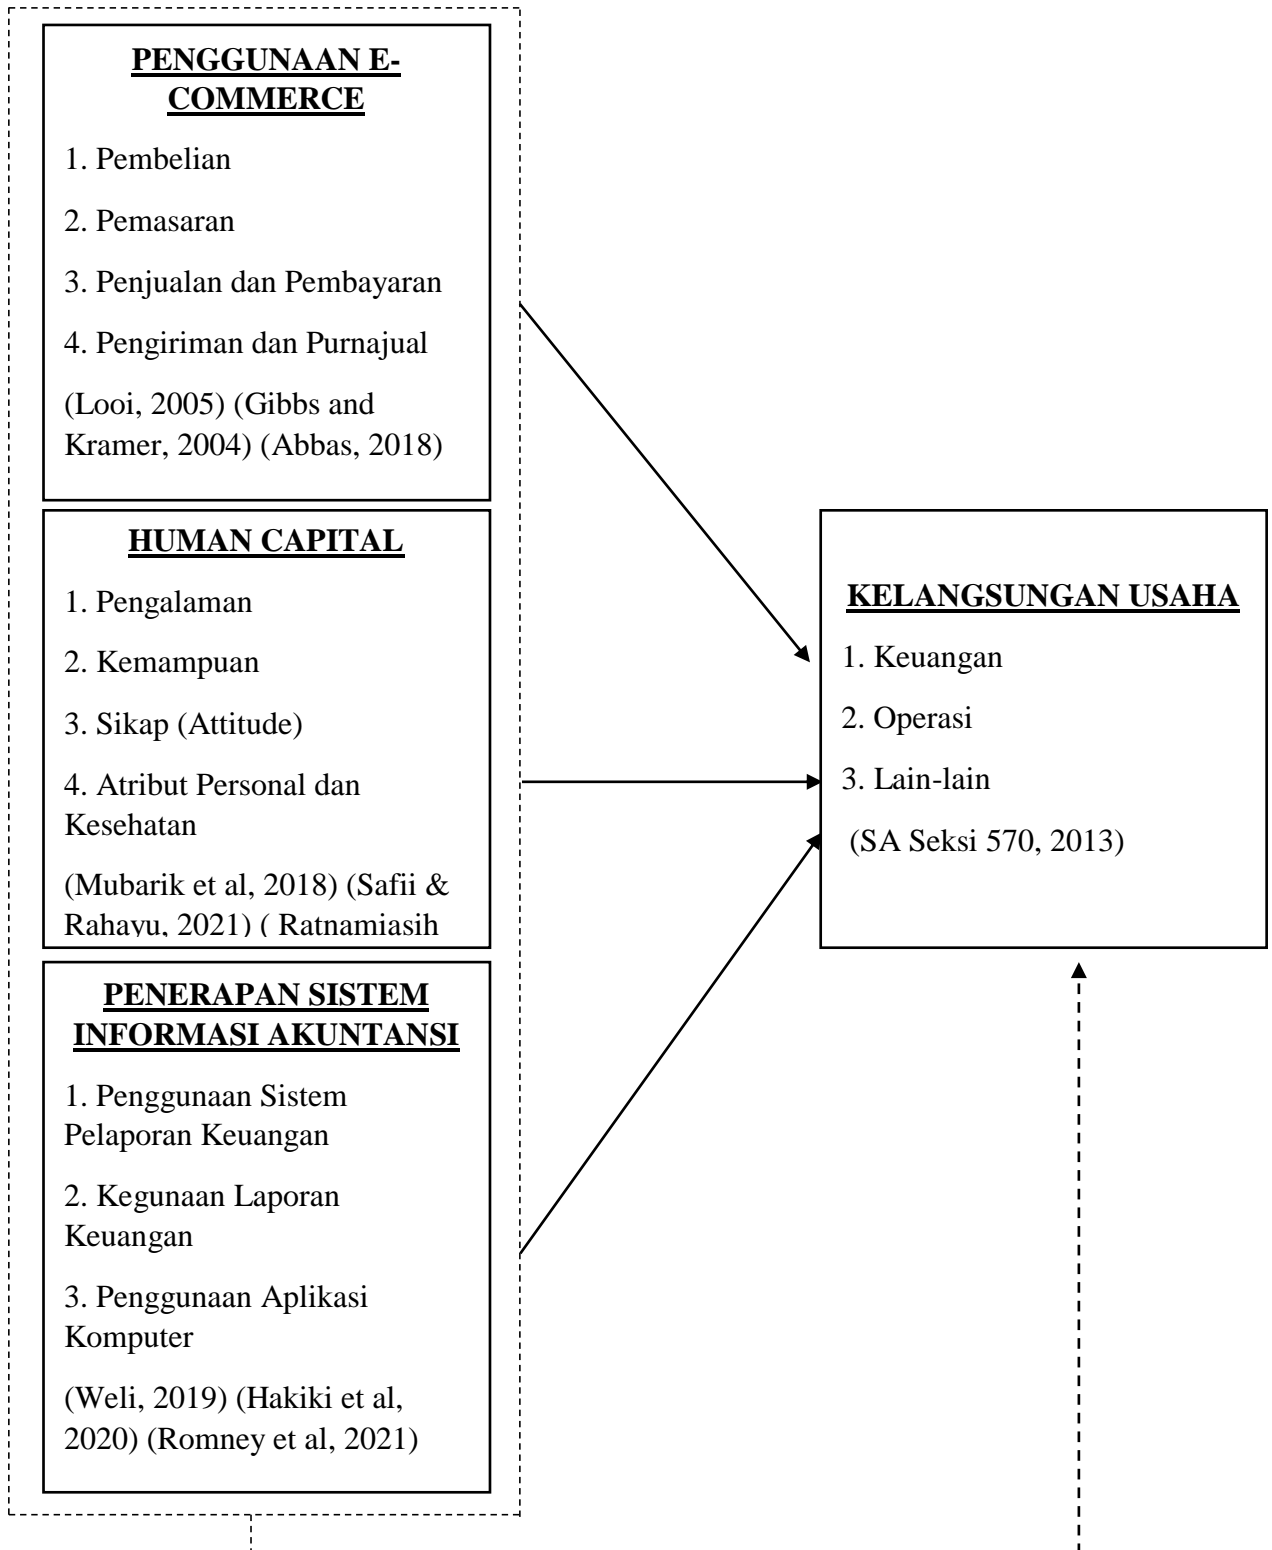 PENGGUNAAN E-
COMMERCE
1. Pembelian
2. Pemasaran
3. Penjualan dan Pembayaran
4. Pengiriman dan Purnajual
(Looi, 2005) (Gibbs and
Kramer, 2004) (Abbas, 2018)
HUMAN CAPITAL
1. Pengalaman
2. Kemampuan
3. Sikap (Attitude)
4. Atribut Personal dan
Kesehatan
(Mubarik et al, 2018) (Safii &
Rahayu, 2021) ( Ratnamiasih
PENERAPAN SISTEM
INFORMASI AKUNTANSI
1. Penggunaan Sistem
Pelaporan Keuangan
2. Kegunaan Laporan
Keuangan
3. Penggunaan Aplikasi
Komputer
(Weli, 2019) (Hakiki et al,
2020) (Romney et al, 2021)
KELANGSUNGAN USAHA
1. Keuangan
2. Operasi
3. Lain-lain
(SA Seksi 570, 2013)